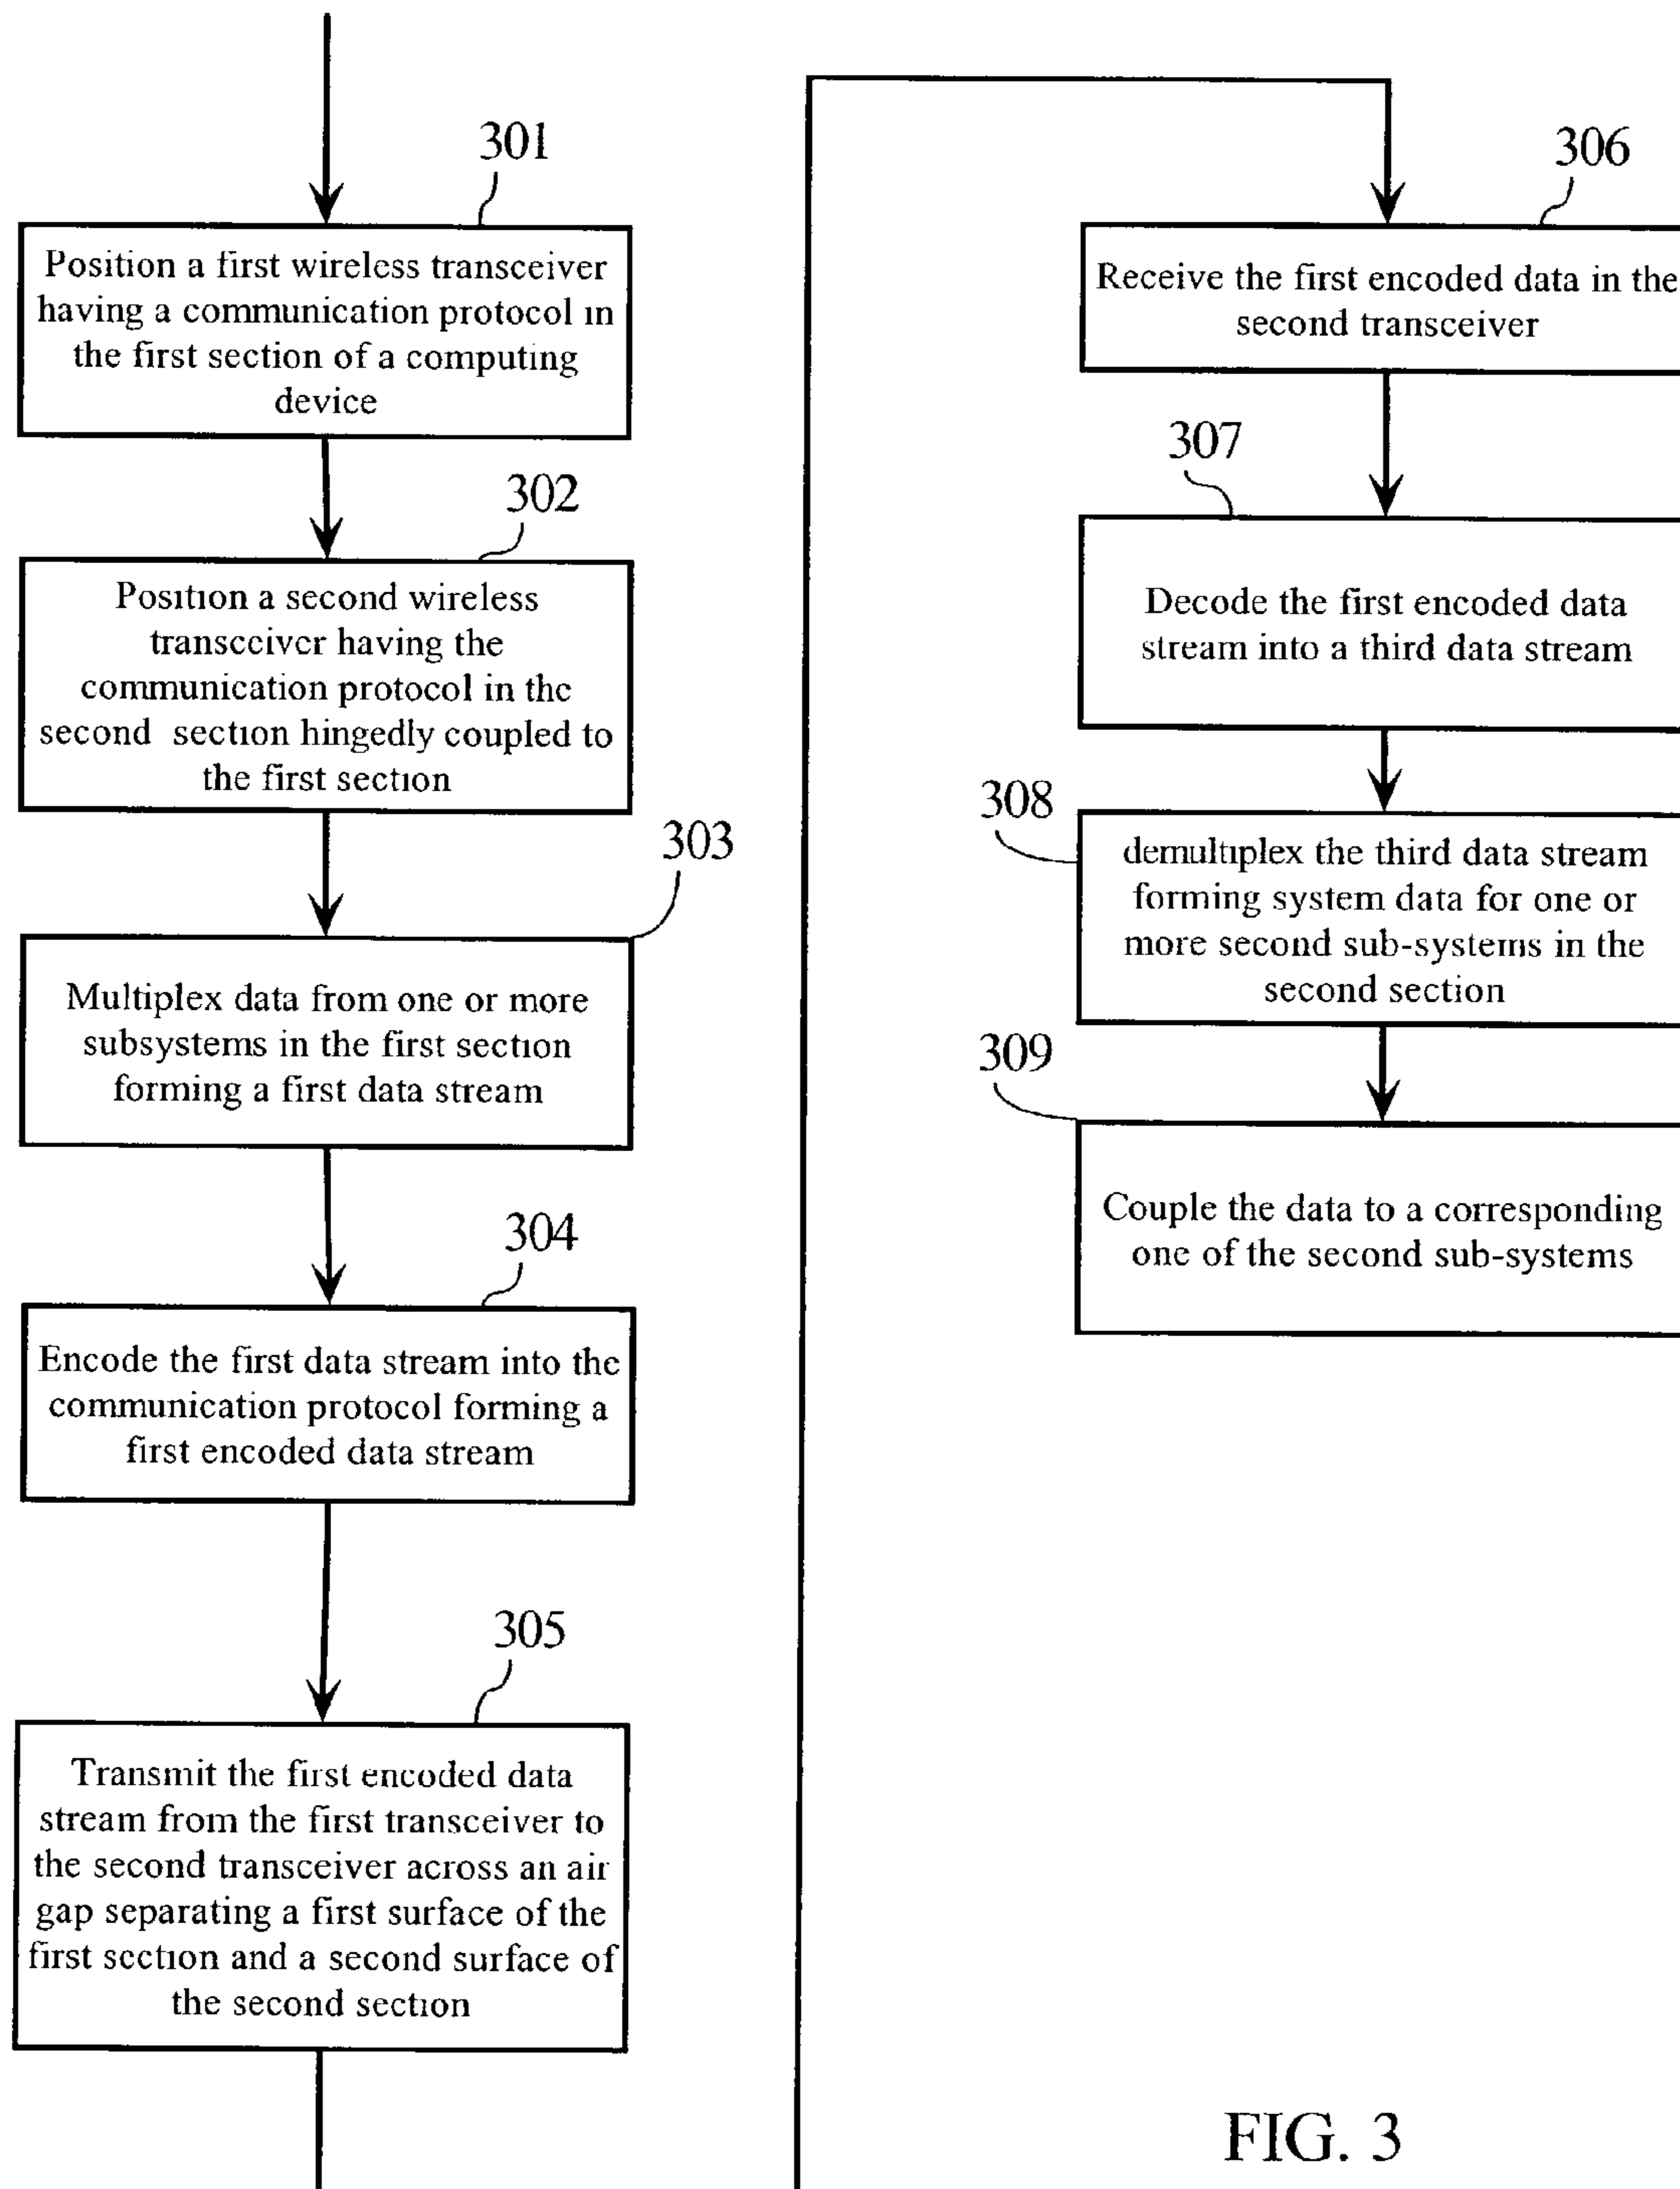 301
Position a first wireless transceiver
having a communication protocol in
the first section of a computing
device
302
Position a second wireless
transceiver having the
communication protocol in the
second section hingedly coupled to
the first section
303
Multiplex data from one or more
subsystems in the first section
forming a first data stream
304
Encode the first data stream into the
communication protocol forming a
first encoded data stream
305
Transmit the first encoded data
stream from the first transceiver to
the second transceiver across an air
gap separating a first surface of the
first section and a second surface of
the second section
306
Receive the first encoded data in the
second transceiver
307
Decode the first encoded data
stream into a third data stream
308
demultiplex the third data stream
forming system data for one or
more second sub-systems in the
second section
309
Couple the data to a corresponding
one of the second sub-systems
FIG. 3